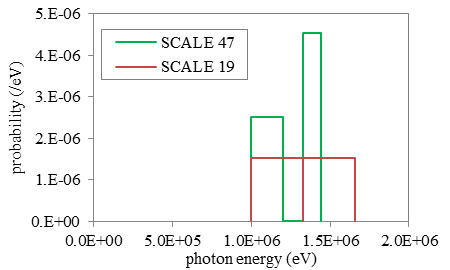 5.E-06
4.E-06
3.E-06
2.E-06
1.E-06
0.E+00
probability (/eV)
SCALE 47
SCALE 19
0.0E+00 5.0E+05 1.0E+06 1.5E+06 2.0E+06
photon energy (eV)